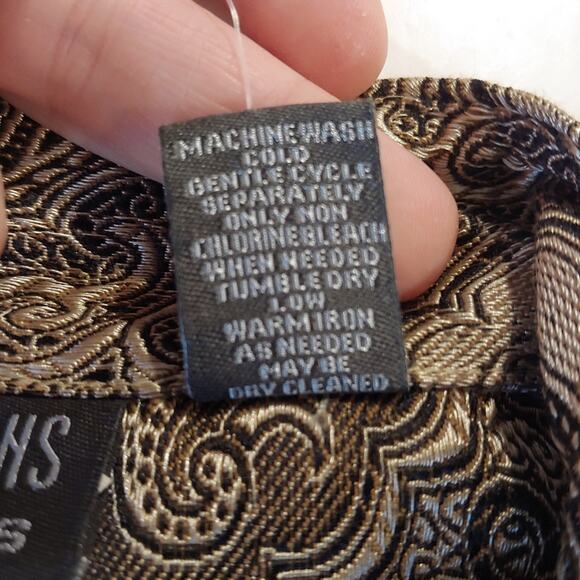 MACHINE WASH
COLD
GENTLE CYCLE
SEPARATELY
ONLY NON
CHLORINE BLEACH
WHEN NEEDED
TUMBLE DRY
LOW
WARM IRON
AS NEEDED
MAY BE
DRY CLEANED
HS
S